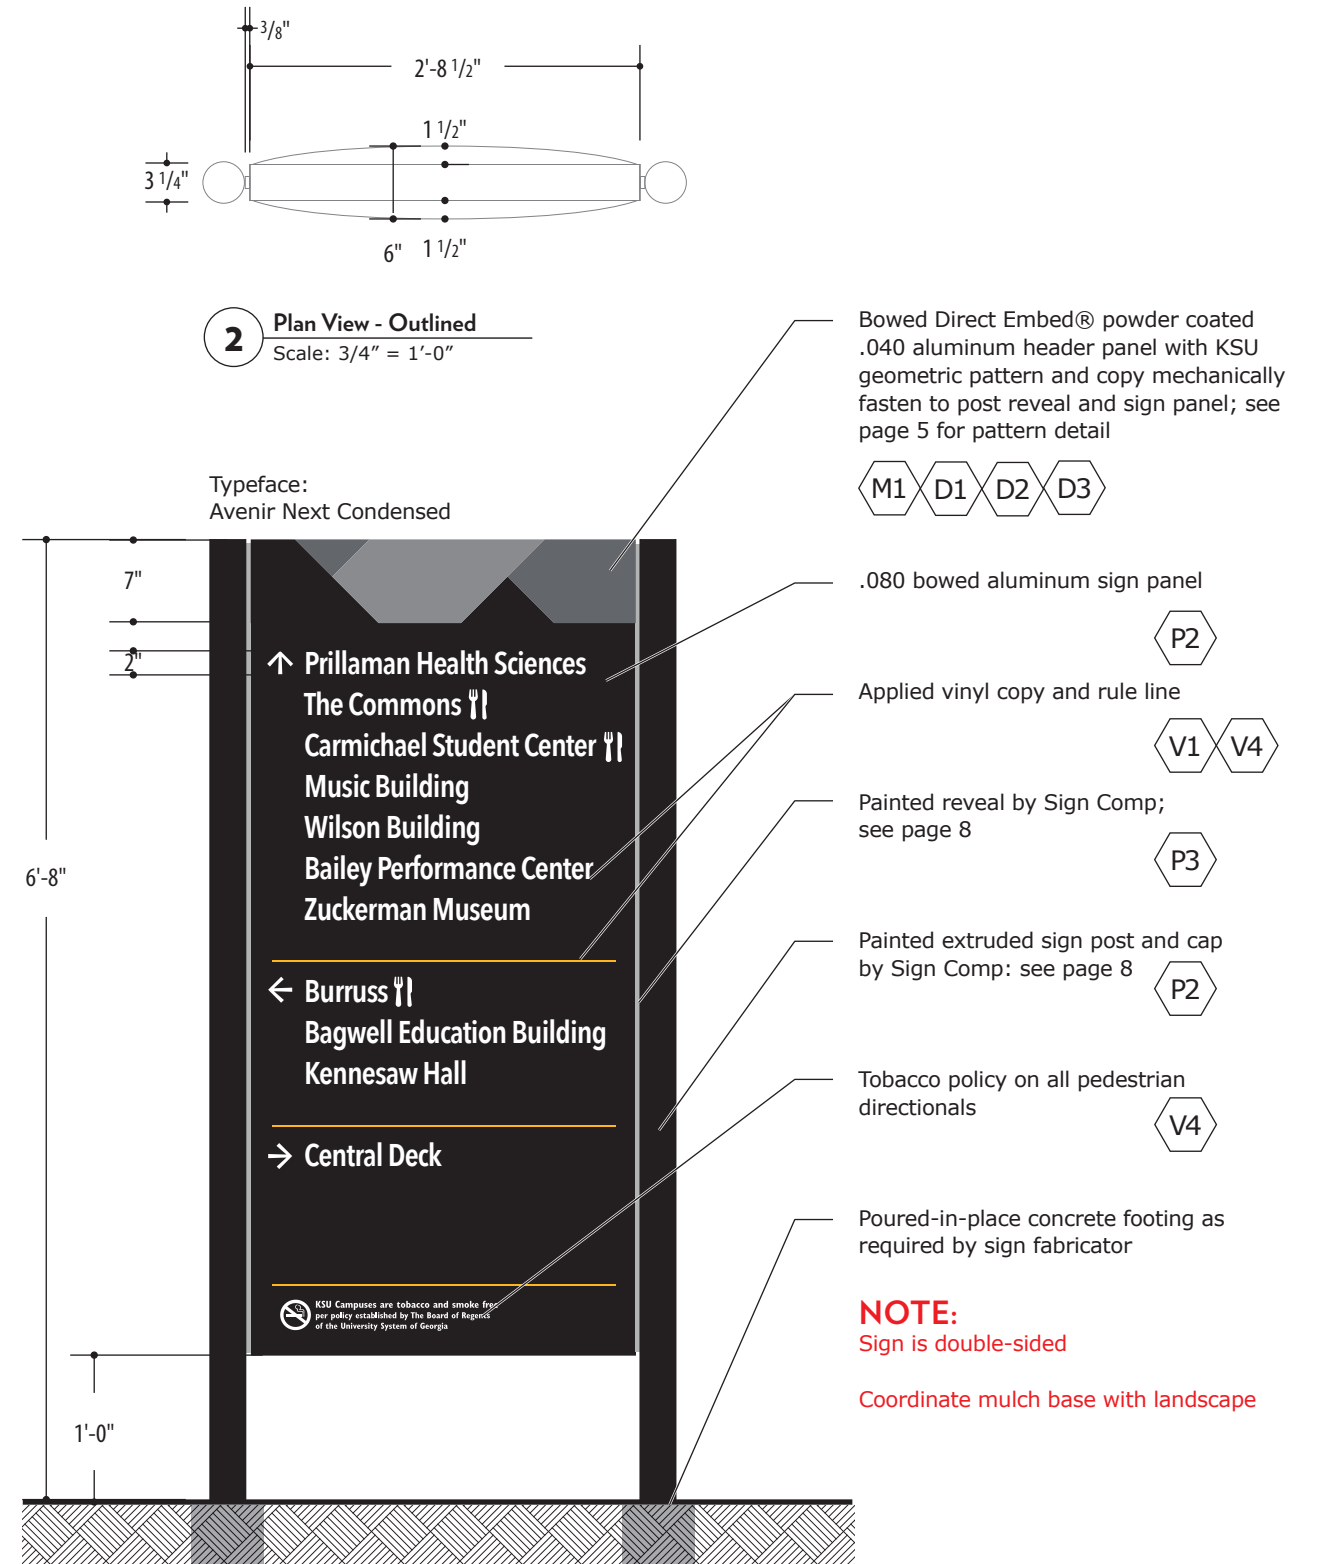 3/8"
2'-8 1/2"
1 1/2"
3 1/4"
6"
1 1/2"
2
Plan View - Outlined
Scale: 3/4” = 1’-0”
Bowed Direct Embed® powder coated
.040 aluminum header panel with KSU
geometric pattern and copy mechanically
fasten to post reveal and sign panel; see
page 5 for pattern detail
M1 D1 D2 D3
Typeface:
Avenir Next Condensed
7"
2"
6'-8"
1'-0"
Prillaman Health Sciences
The Commons
Carmichael Student Center
Music Building
Wilson Building
Bailey Performance Center
Zuckerman Museum
Burruss
Bagwell Education Building
Kennesaw Hall
Central Deck
KSU Campuses are tobacco and smoke free
per policy established by The Board of Regents
of the University System of Georgia
.080 bowed aluminum sign panel
P2
Applied vinyl copy and rule line
V1 V4
Painted reveal by Sign Comp;
see page 8
P3
Painted extruded sign post and cap
by Sign Comp: see page 8
P2
Tobacco policy on all pedestrian
directionals
V4
Poured-in-place concrete footing as
required by sign fabricator
NOTE:
Sign is double-sided
Coordinate mulch base with landscape